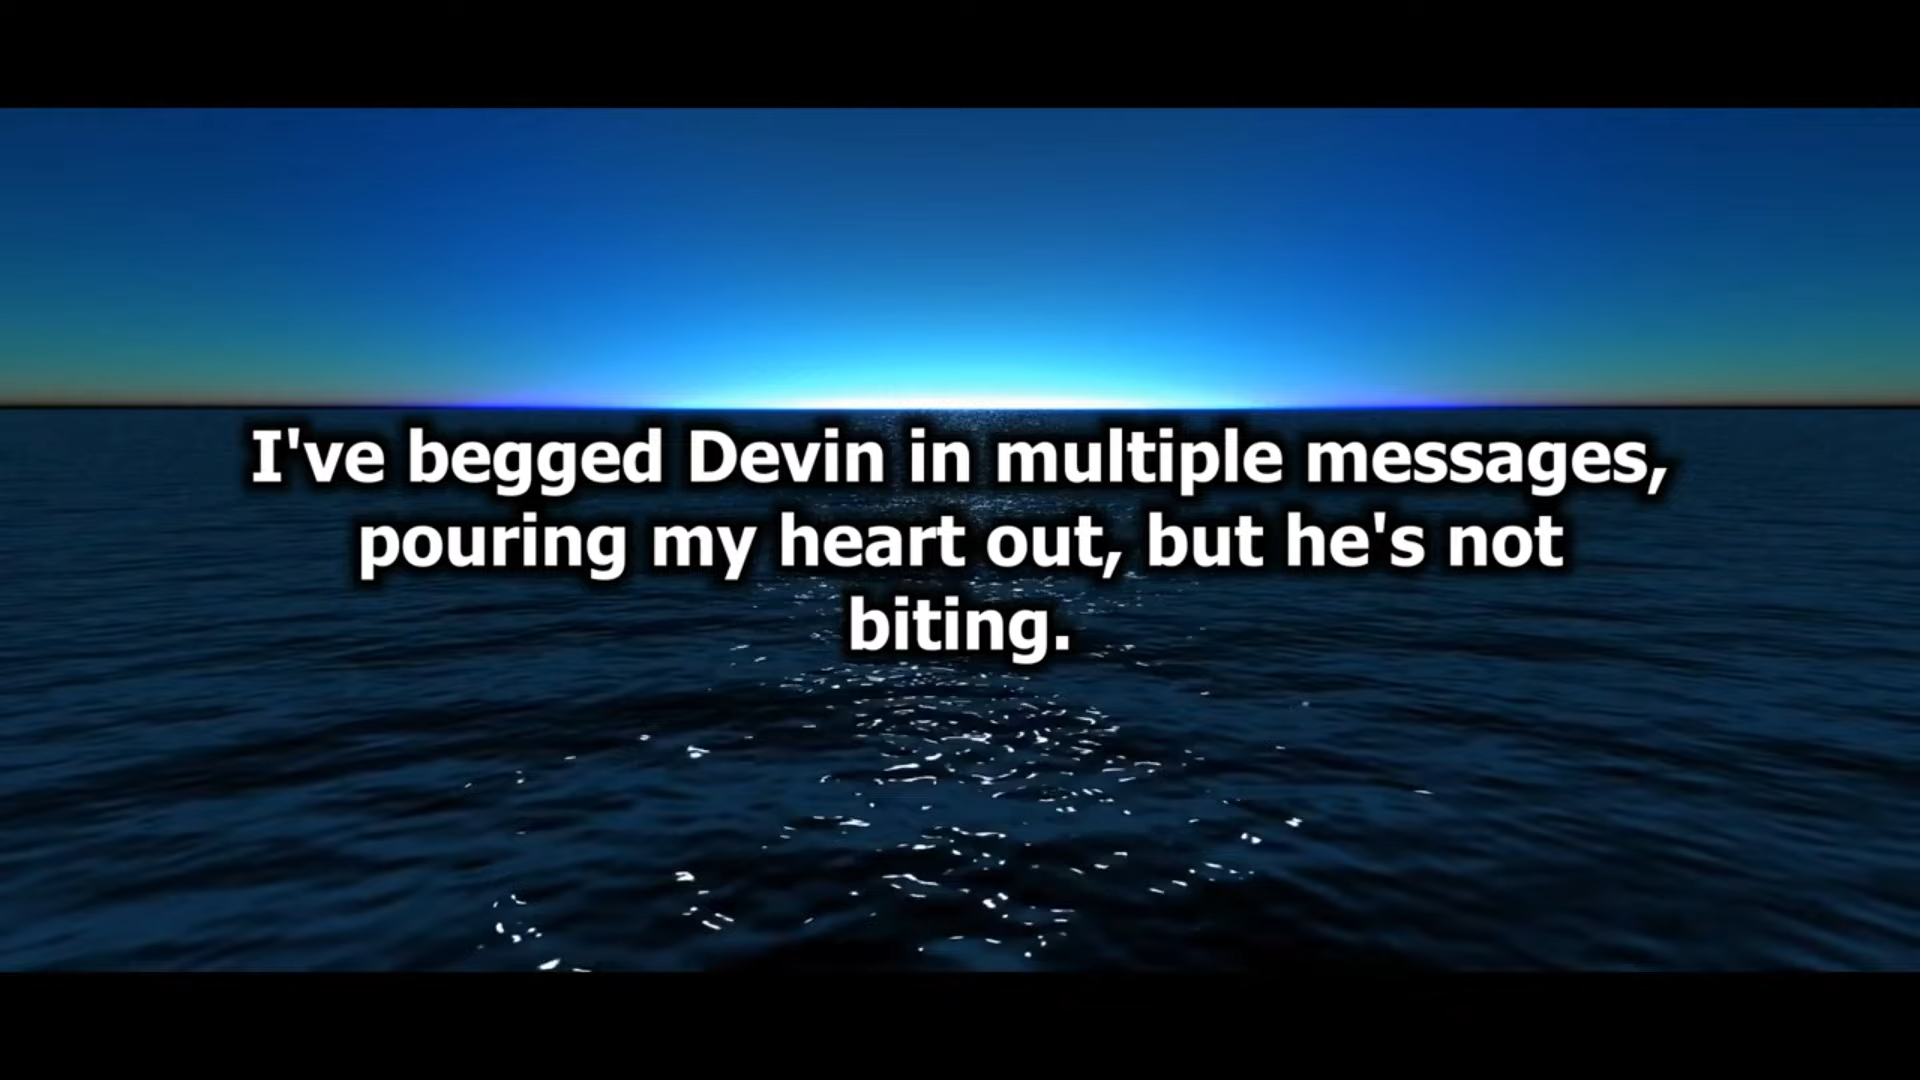 I've begged Devin in multiple messages,
pouring my heart out, but he's not
biting.